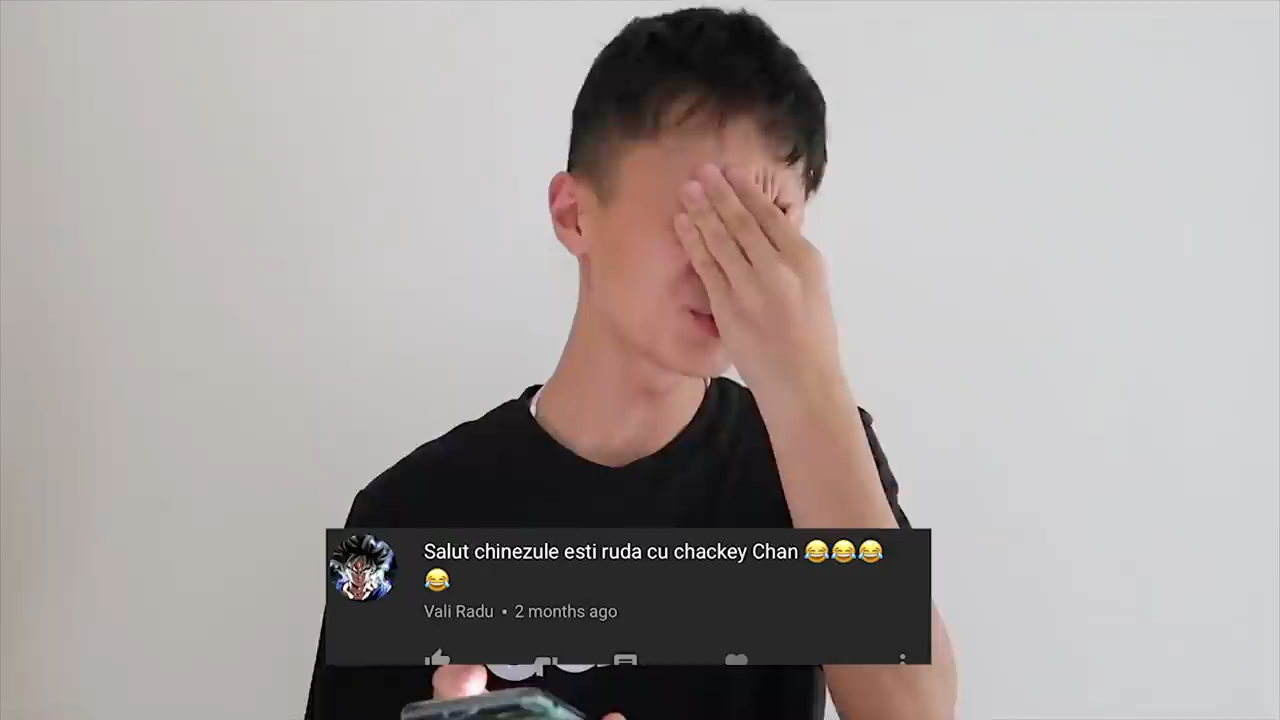 Salut chinezule esti ruda cu chackey Chan 😂😂😂
😂
Vali Radu • 2 months ago